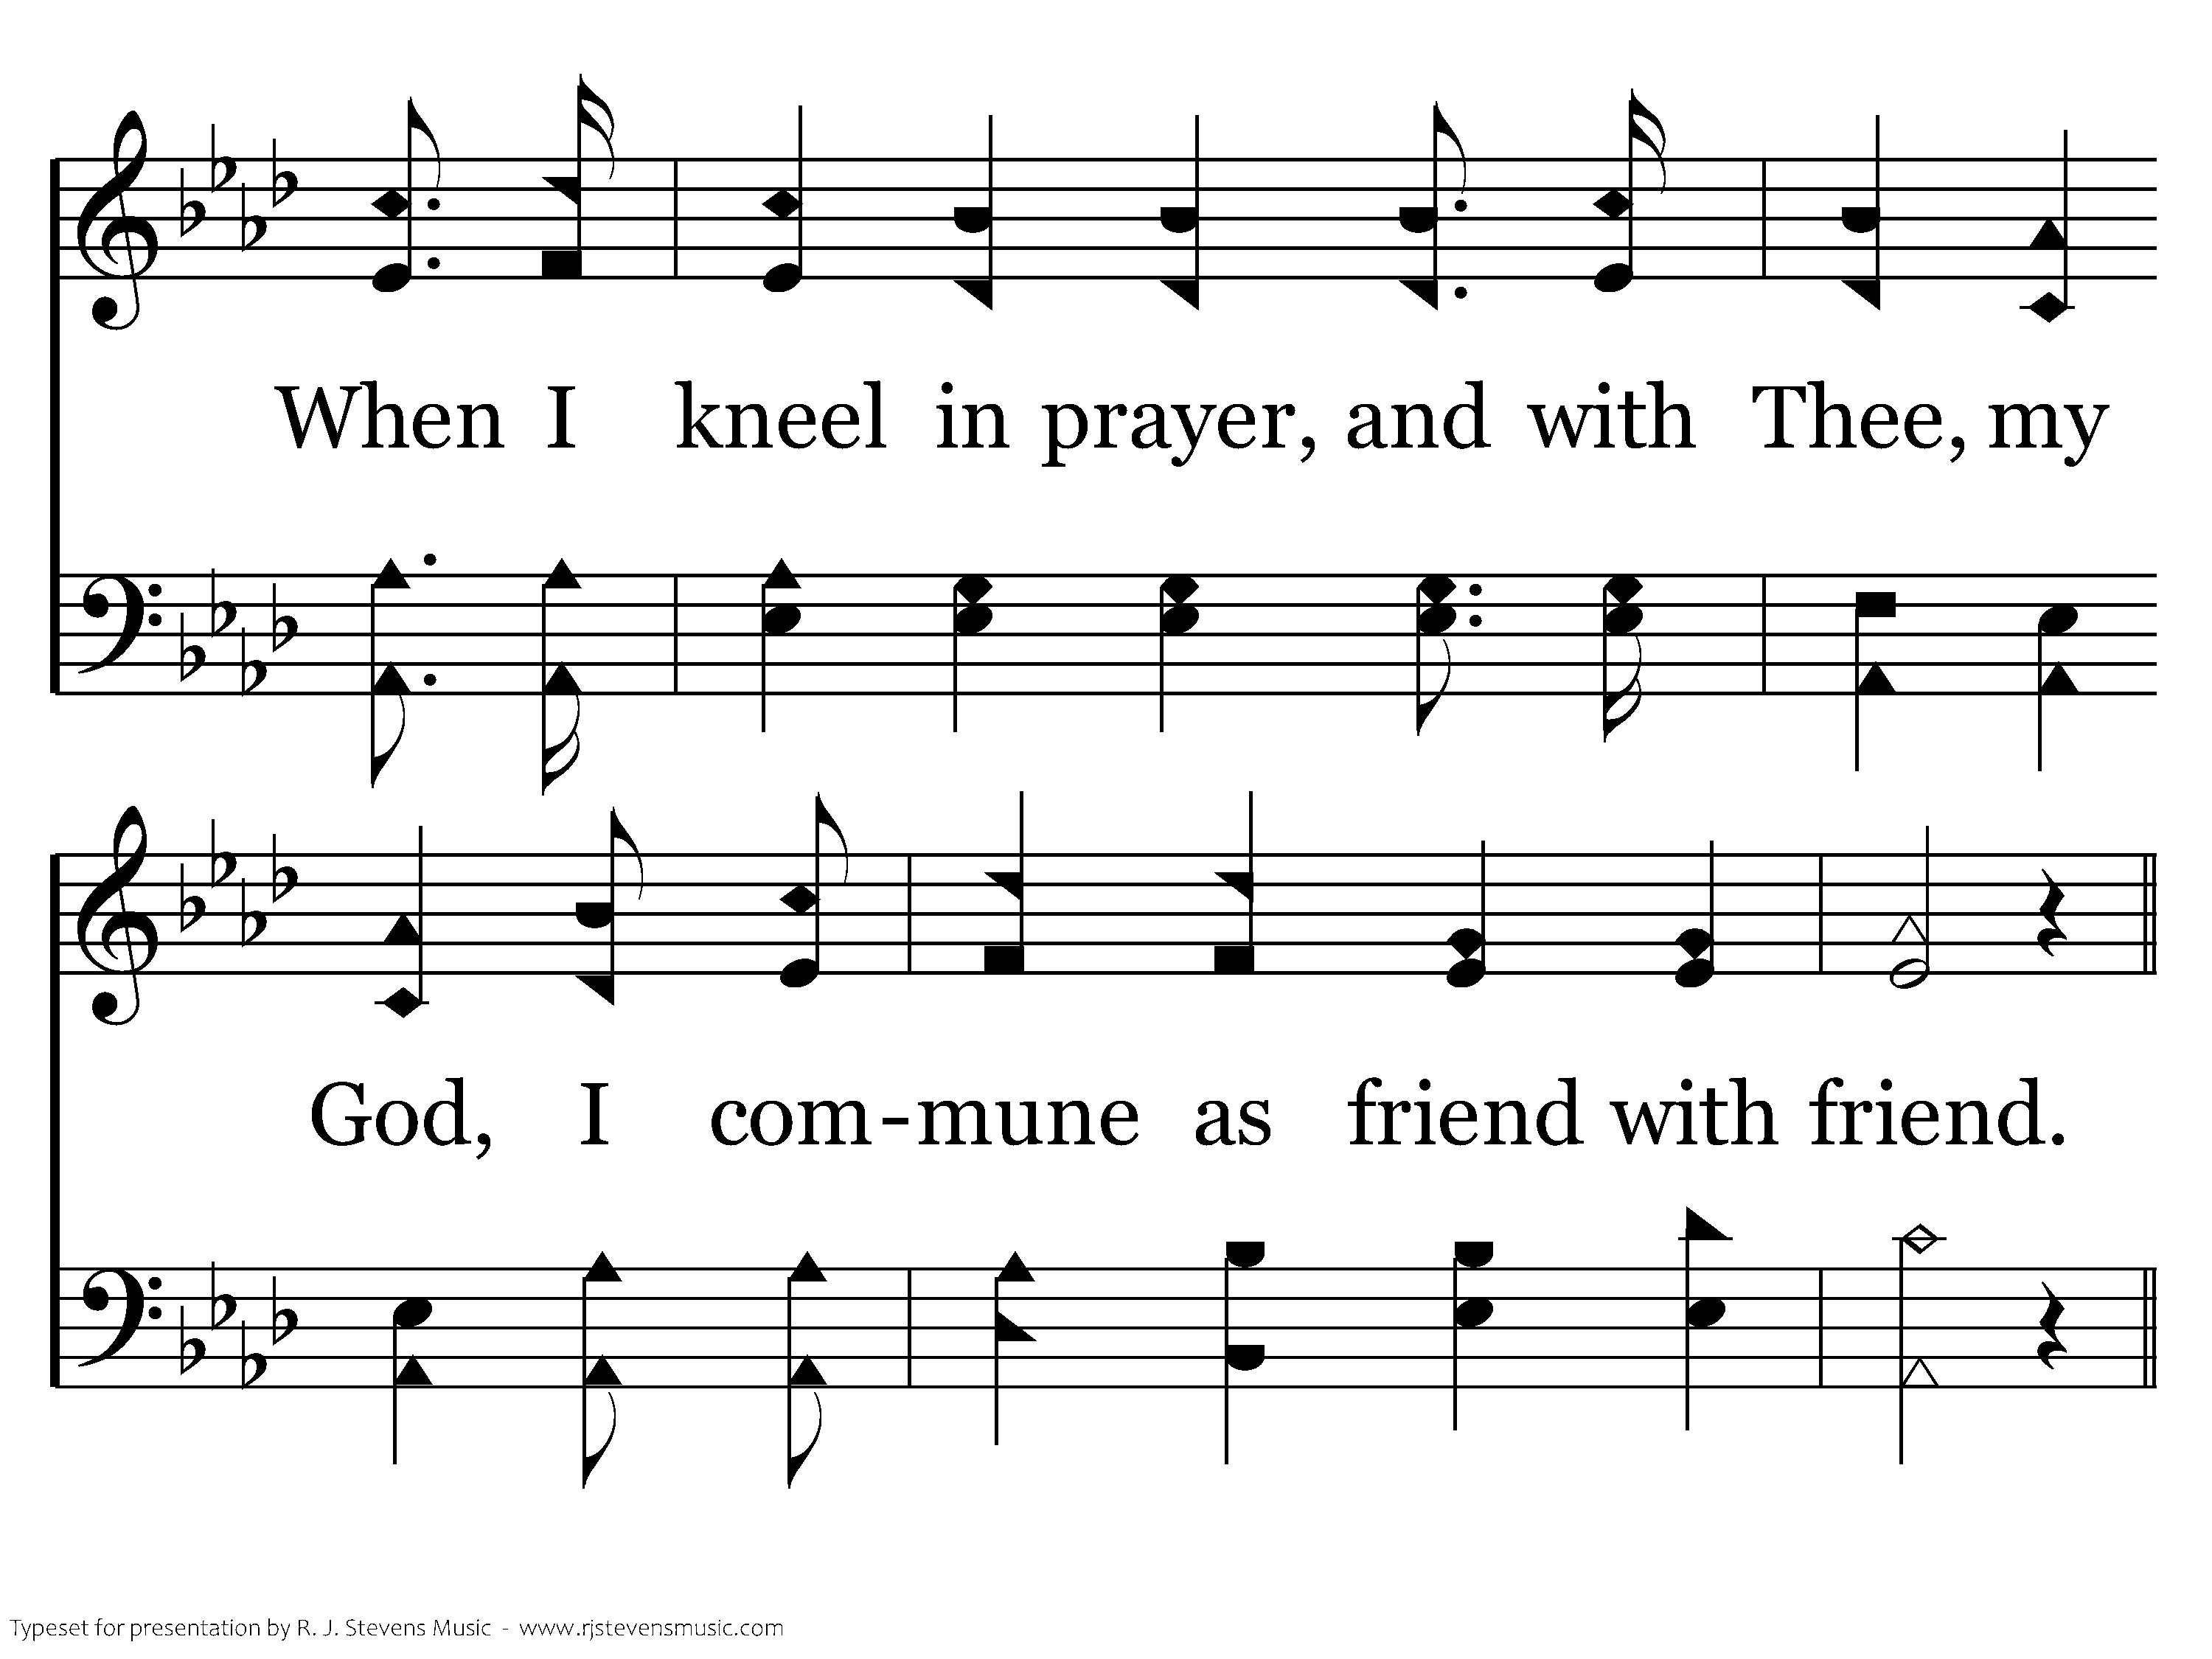 When I kneel in prayer, and with Thee, my
God, I com-mune as friend with friend.
Typeset for presentation by R. J. Stevens Music - www.rjstevensmusic.com